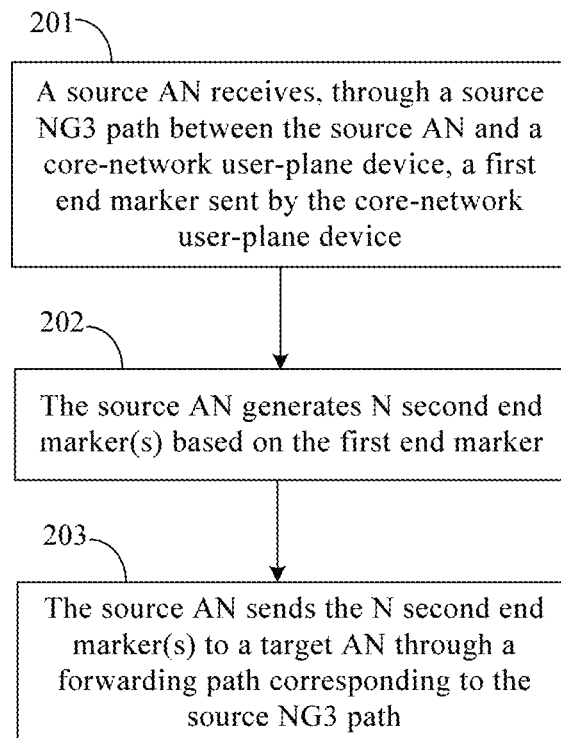 201
A source AN receives, through a source
NG3 path between the source AN and a
core-network user-plane device, a first
end marker sent by the core-network
user-plane device
202
The source AN generates N second end
marker(s) based on the first end marker
203
The source AN sends the N second end
marker(s) to a target AN through a
forwarding path corresponding to the
source NG3 path